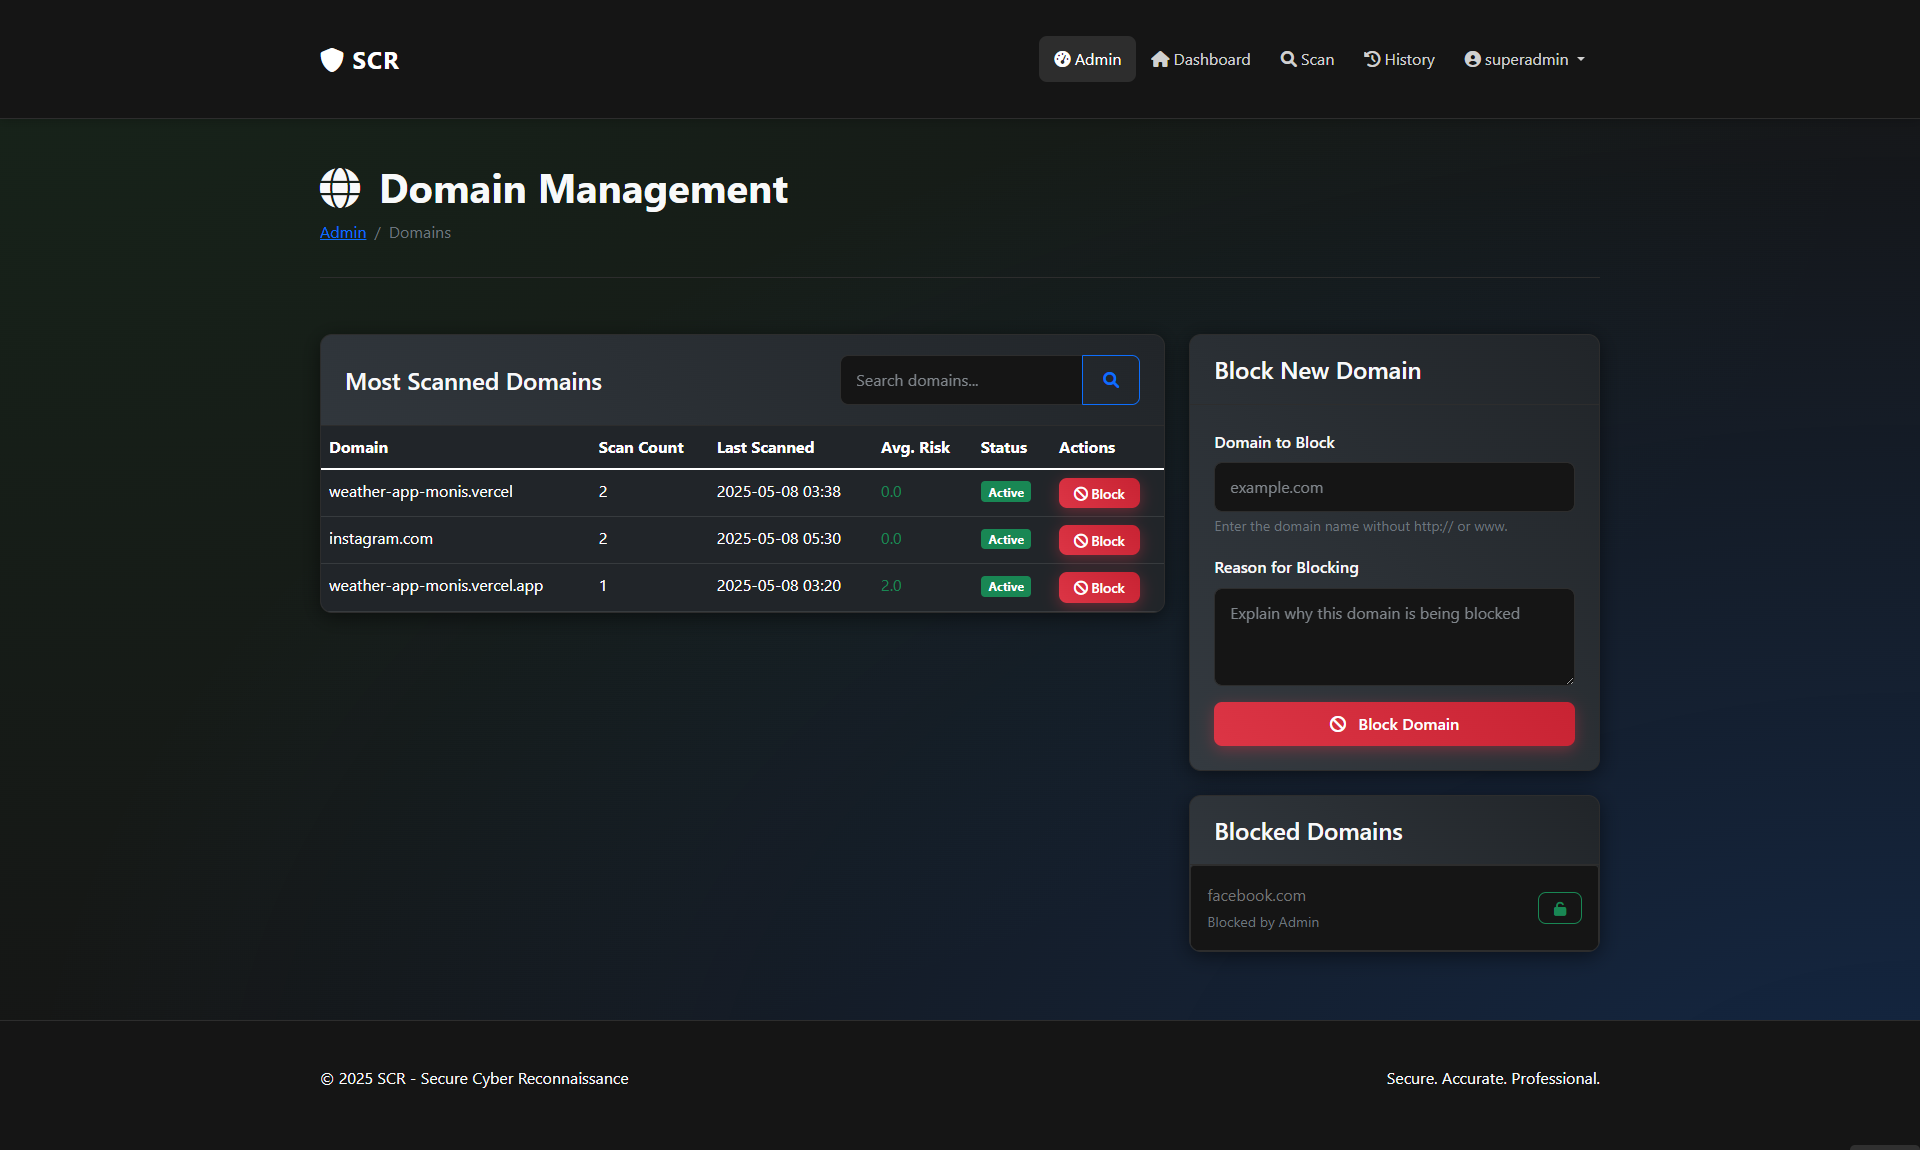 SCR
Admin Dashboard Scan History superadmin
Domain Management
Admin / Domains
Most Scanned Domains
Search domains...
Domain Scan Count Last Scanned Avg. Risk Status Actions
weather-app-monis.vercel 2 2025-05-08 03:38 0.0 Active Block
instagram.com 2 2025-05-08 05:30 0.0 Active Block
weather-app-monis.vercel.app 1 2025-05-08 03:20 2.0 Active Block
Block New Domain
Domain to Block
example.com
Enter the domain name without http:// or www.
Reason for Blocking
Explain why this domain is being blocked
Block Domain
Blocked Domains
facebook.com
Blocked by Admin
© 2025 SCR - Secure Cyber Reconnaissance
Secure. Accurate. Professional.